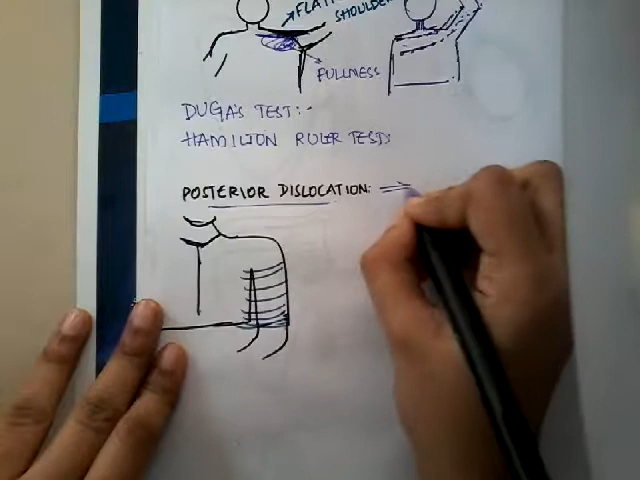 FLAT
SHOULDER
FULLNESS
DUGA'S TEST:-
HAMILTON RULER TEST:
POSTERIOR DISLOCATION: